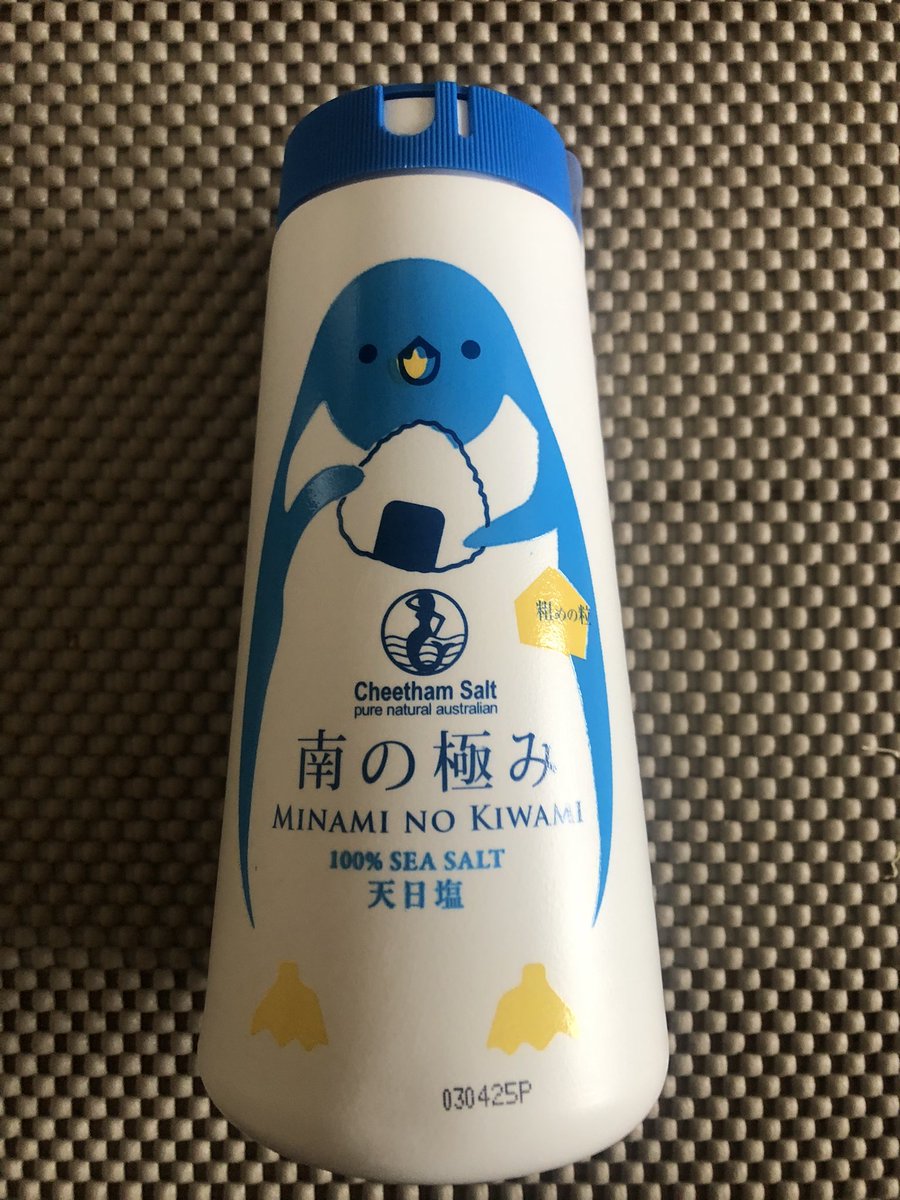 粗めの粒
Cheetham Salt
pure natural australian
南の極み
MINAMI NO KIWAMI
100% SEA SALT
天日塩
030425P